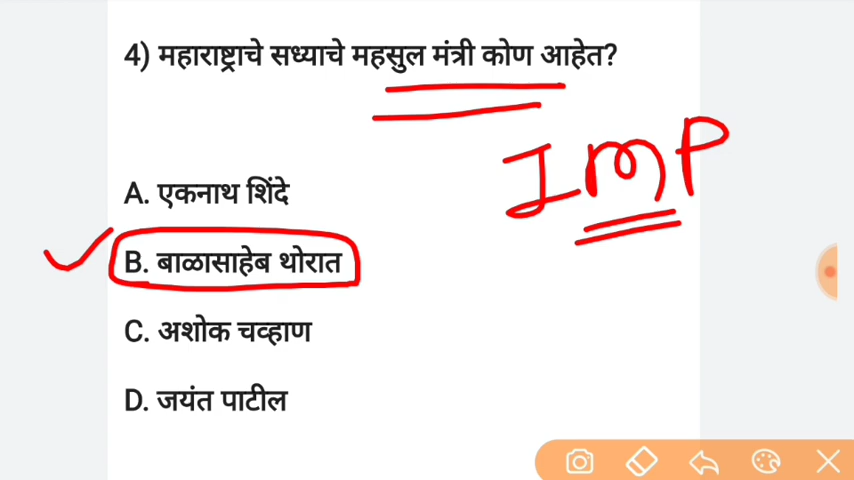 4) महाराष्ट्राचे सध्याचे महसुल मंत्री कोण आहेत?
IMP
A. एकनाथ शिंदे
B. बाळासाहेब थोरात
C. अशोक चव्हाण
D. जयंत पाटील